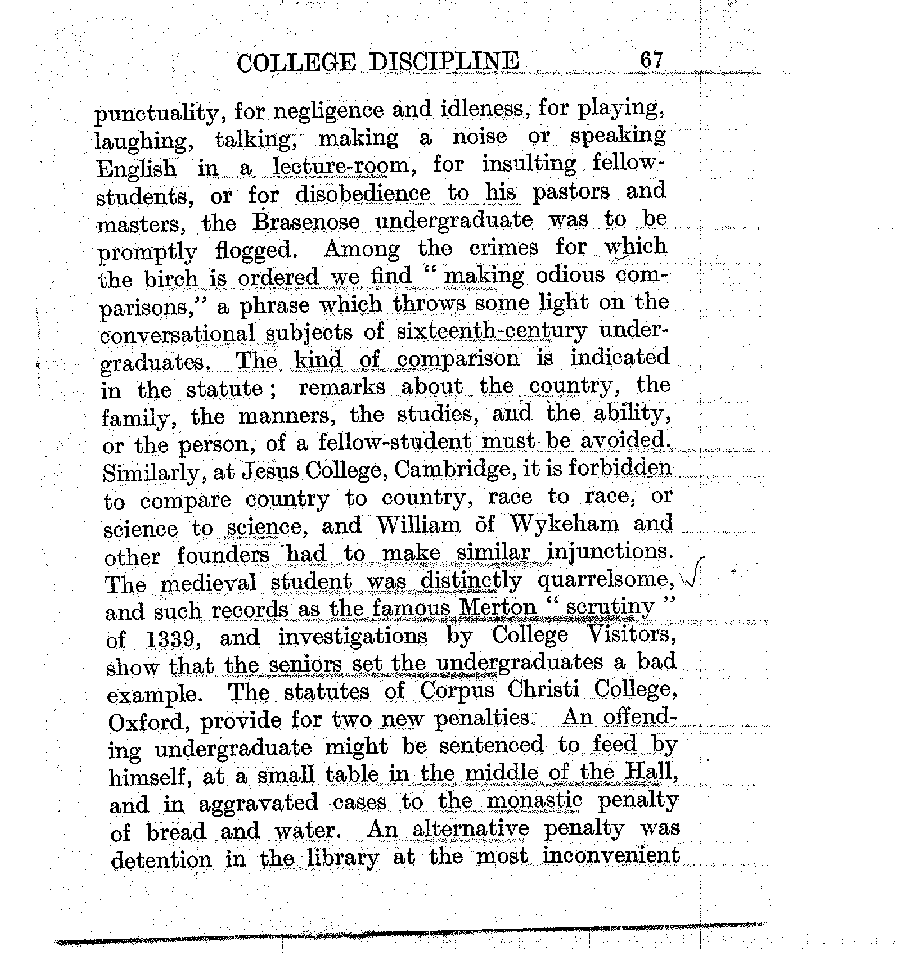 COLLEGE DISCIPLINE 67
punctuality, for negligence and idleness, for playing,
laughing, talking, making a noise or speaking
English in a lecture-room, for insulting fellow-
students, or for disobedience to his pastors and
masters, the Brasenose undergraduate was to be
promptly flogged. Among the crimes for which
the birch is ordered we find “ making odious com-
parisons,” a phrase which throws some light on the
conversational subjects of sixteenth-century under-
graduates. The kind of comparison is indicated
in the statute ; remarks about the country, the
family, the manners, the studies, and the ability,
or the person, of a fellow-student must be avoided.
Similarly, at Jesus College, Cambridge, it is forbidden
to compare country to country, race to race, or
science to science, and William of Wykeham and
other founders had to make similar injunctions.
The medieval student was distinctly quarrelsome,
and such records as the famous Merton “ scrutiny ”
of 1339, and investigations by College Visitors,
show that the seniors set the undergraduates a bad
example. The statutes of Corpus Christi College,
Oxford, provide for two new penalties. An offend-
ing undergraduate might be sentenced to feed by
himself, at a small table in the middle of the Hall,
and in aggravated cases to the monastic penalty
of bread and water. An alternative penalty was
detention in the library at the most inconvenient